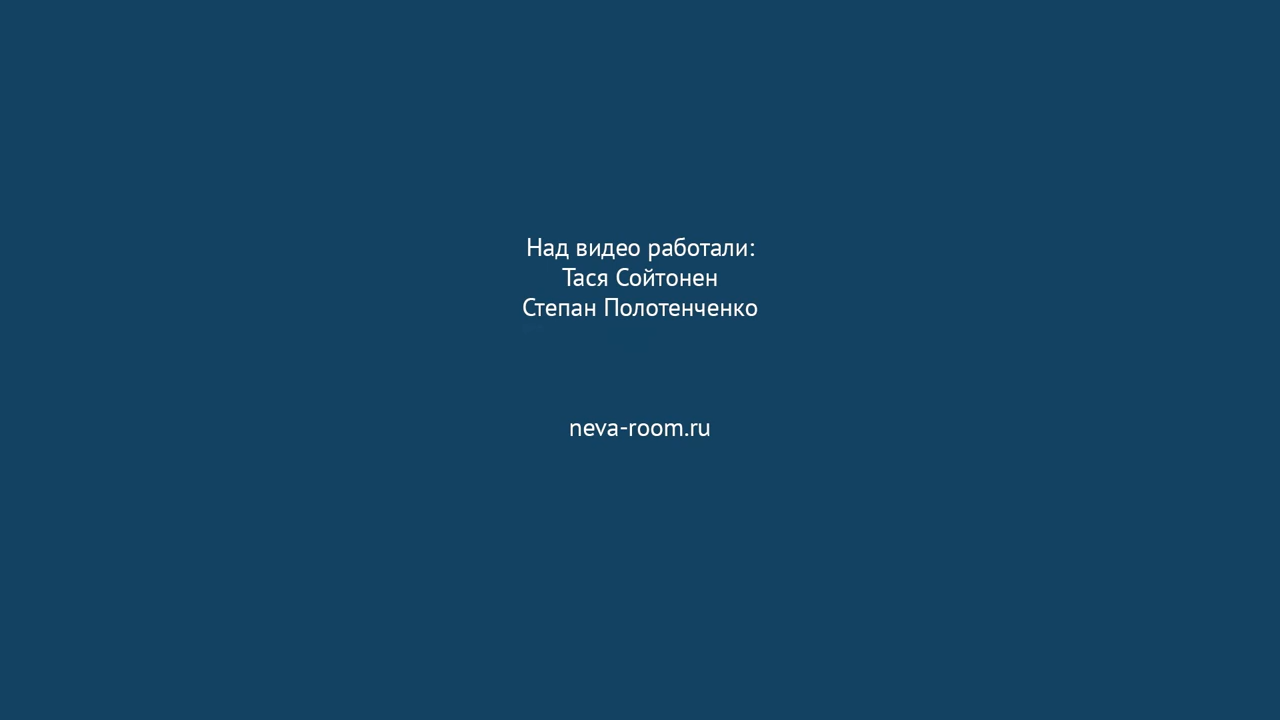 Над видео работали:
Тася Сойтонен
Степан Полотенченко
neva-room.ru